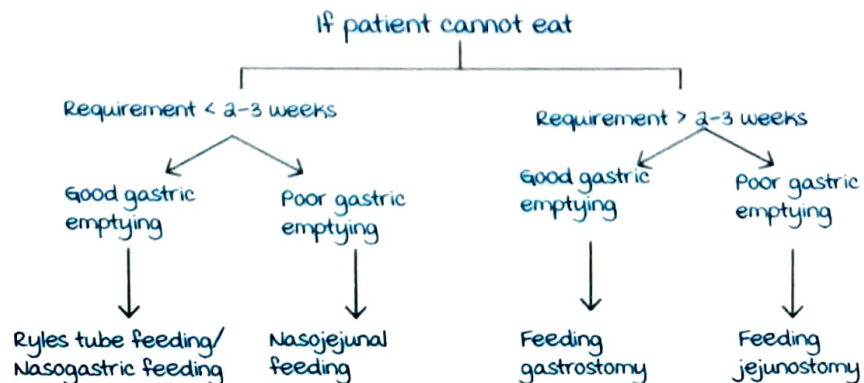 If patient cannot eat
Requirement < 2-3 weeks
Requirement > 2-3 weeks
Good gastric
emptying
Poor gastric
emptying
Good gastric
emptying
Poor gastric
emptying
Ryles tube feeding/
Nasogastric feeding
Nasojejunal
feeding
Feeding
gastrostomy
Feeding
jejunostomy